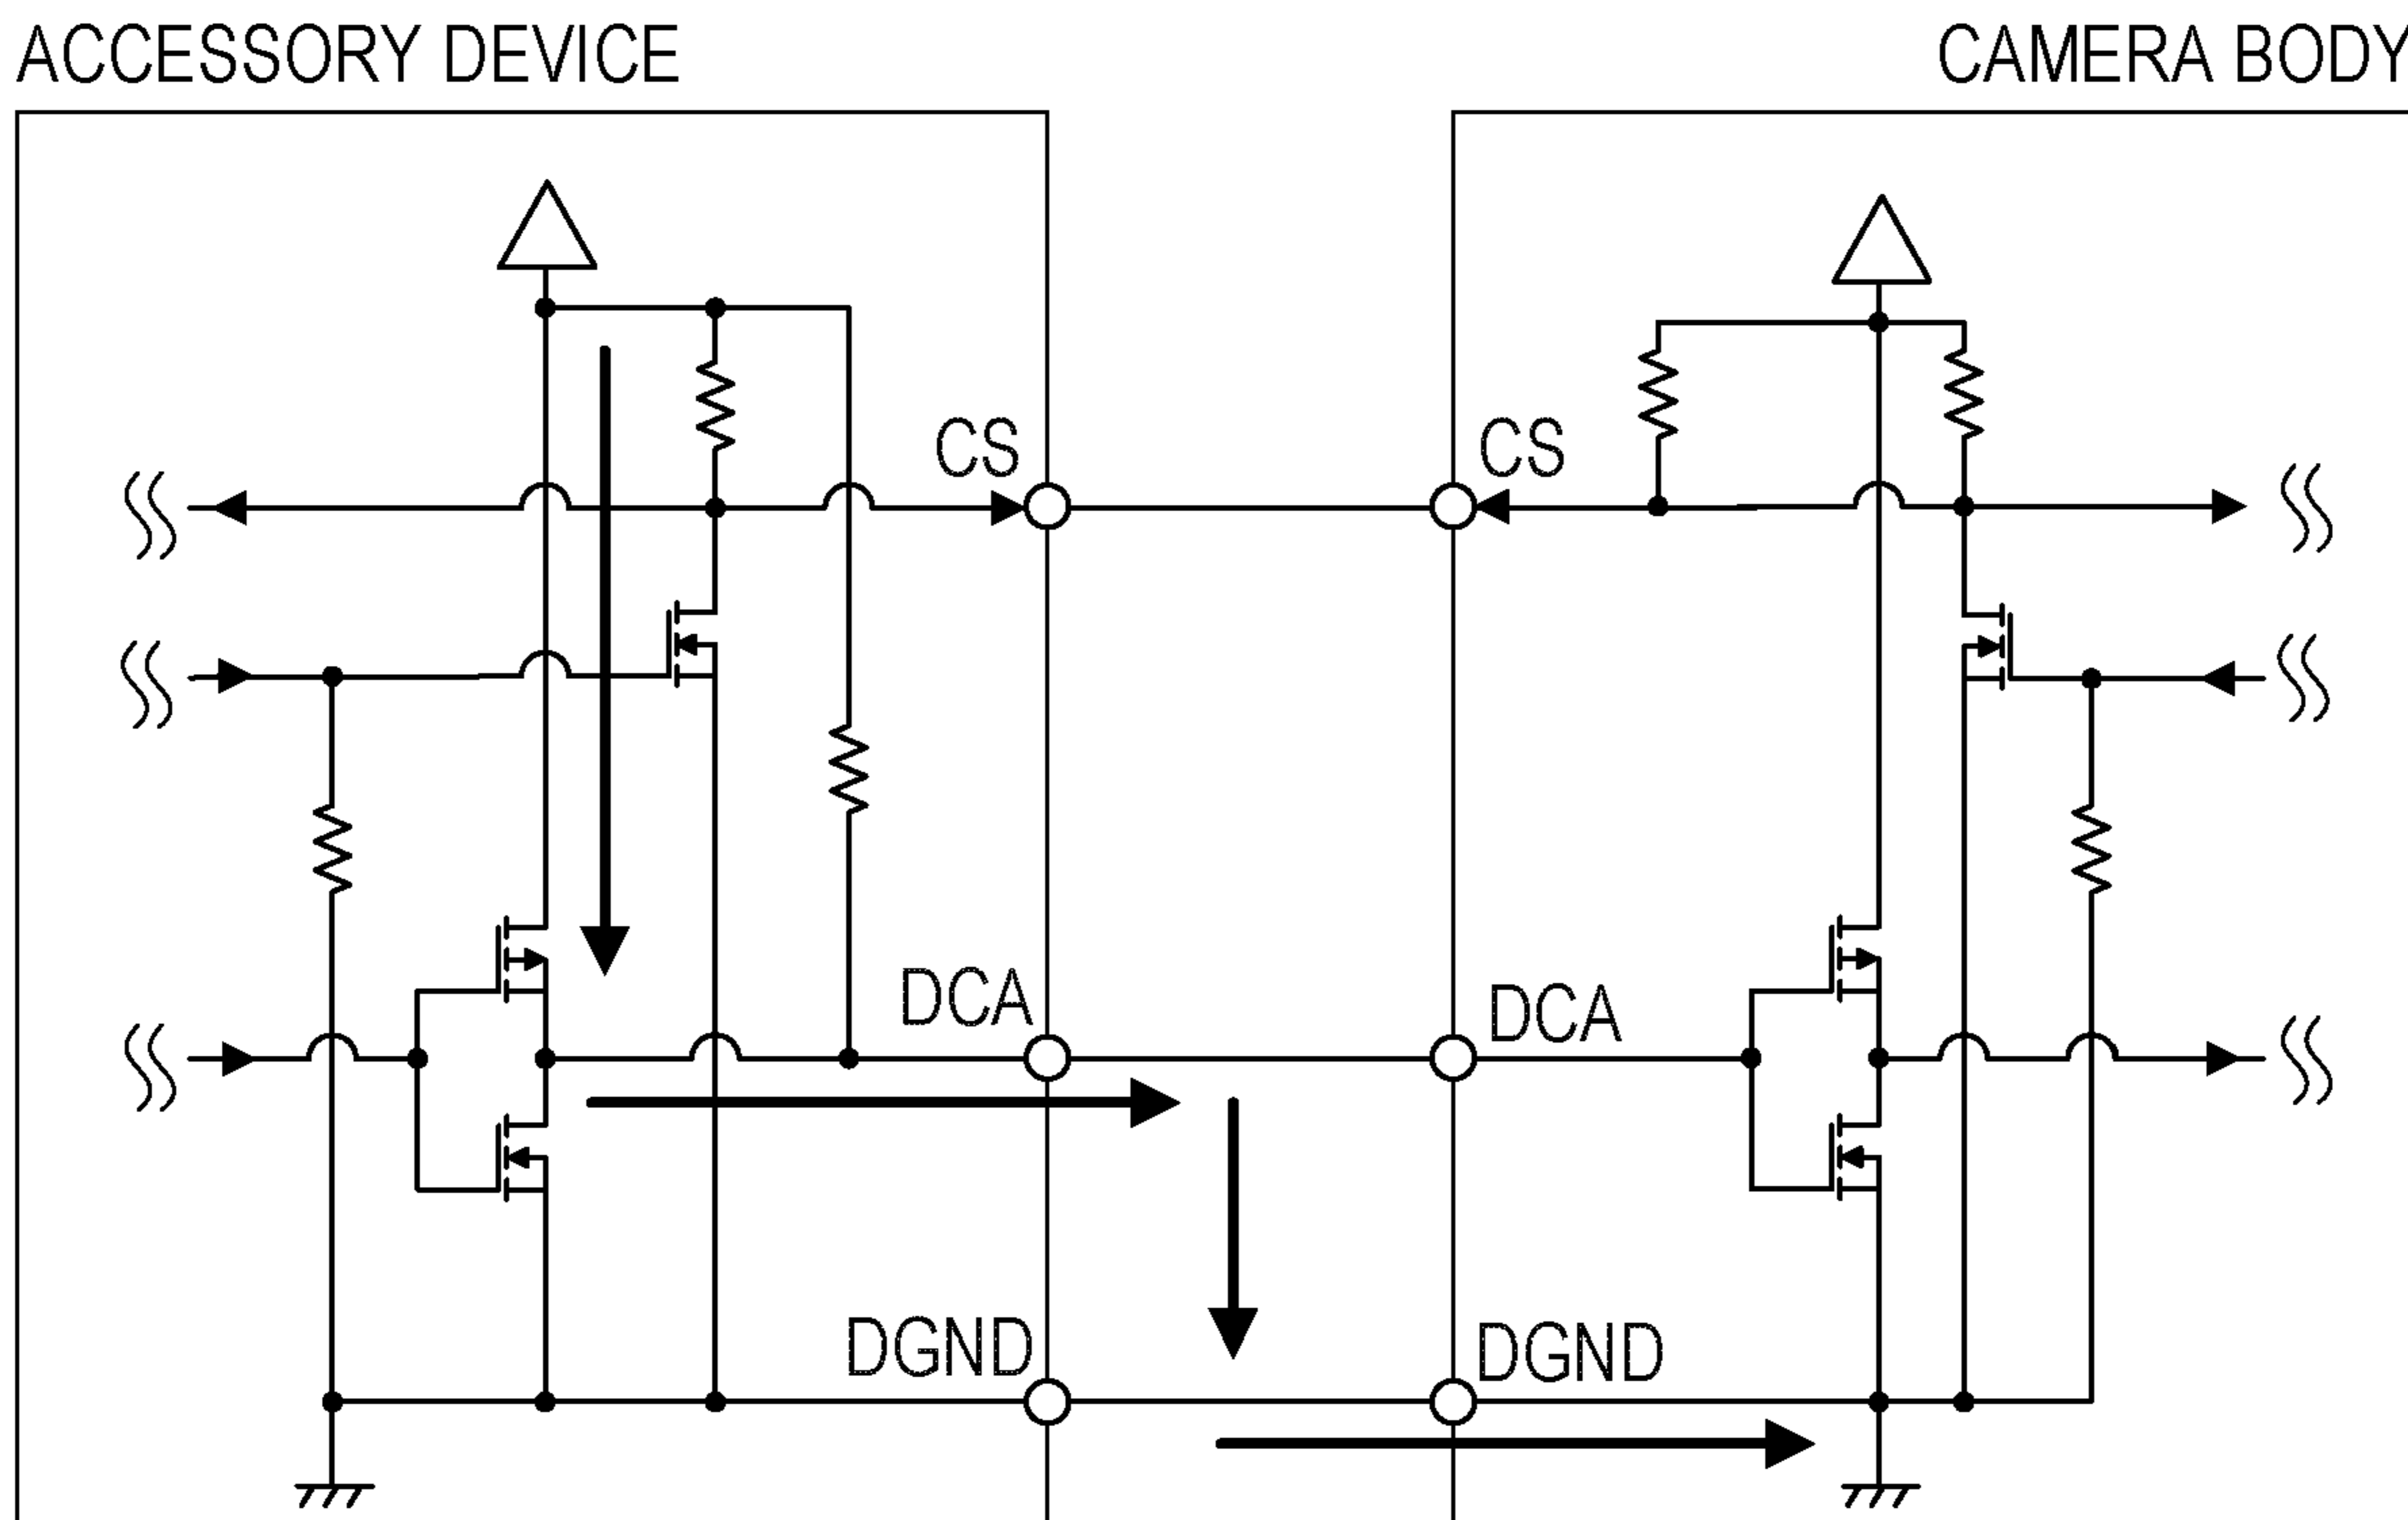 ACCESSORY DEVICE
CAMERA BODY
CS
CS
DCA
DCA
DGND
DGND